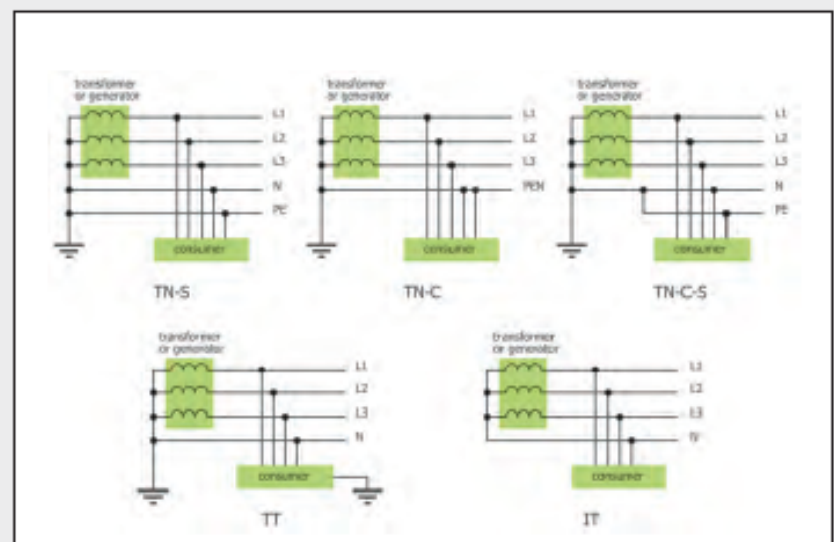 transformer
or generator
L1
L2
L3
N
PE
consumer
TN-S
transformer
or generator
L1
L2
L3
PEN
consumer
TN-C
transformer
or generator
L1
L2
L3
N
PE
consumer
TN-C-S
transformer
or generator
L1
L2
L3
N
consumer
TT
transformer
or generator
L1
L2
L3
N
consumer
IT